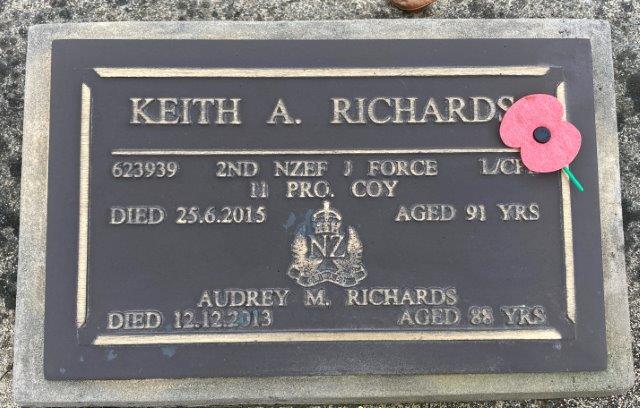 KEITH A. RICHARDS
623939 2ND NZEF J FORCE
11 PRO. COY
DIED 25.6.2015 AGED 91 YRS
NZ
AUDREY M. RICHARDS
DIED 12.12.2013 AGED 88 YRS